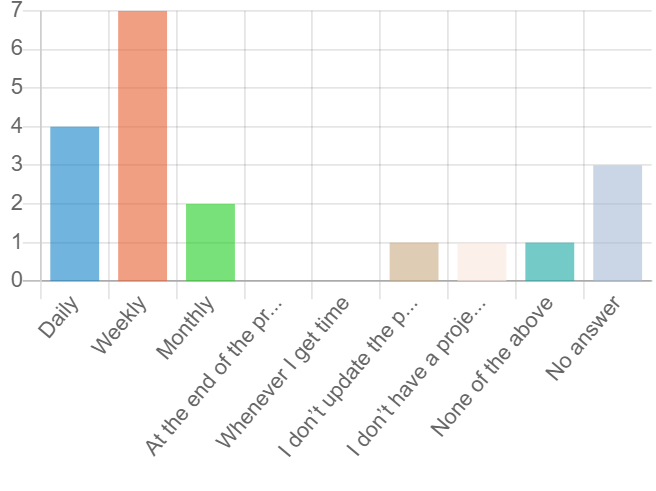 7
6
5
4
3
2
1
0
Daily
Weekly
Monthly
At the end of the pr...
Whenever I get time
I don’t update the p...
I don’t have a proje...
None of the above
No answer